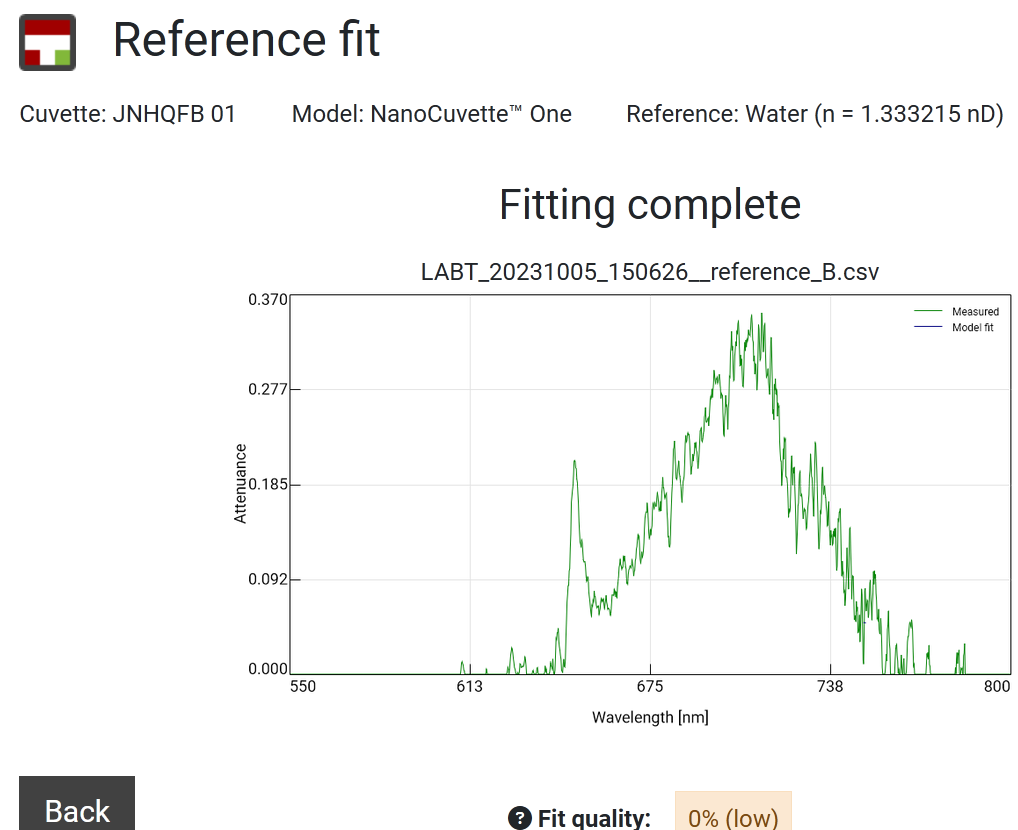 Reference fit
Cuvette: JNHQFB 01 Model: NanoCuvette™ One Reference: Water (n = 1.333215 nD)
Fitting complete
LABT_20231005_150626__reference_B.csv
0.370
0.277
0.185
0.092
0.000
Attenuance
Measured
Model fit
550 613 675 738 800
Wavelength [nm]
Back
? Fit quality: 0% (low)